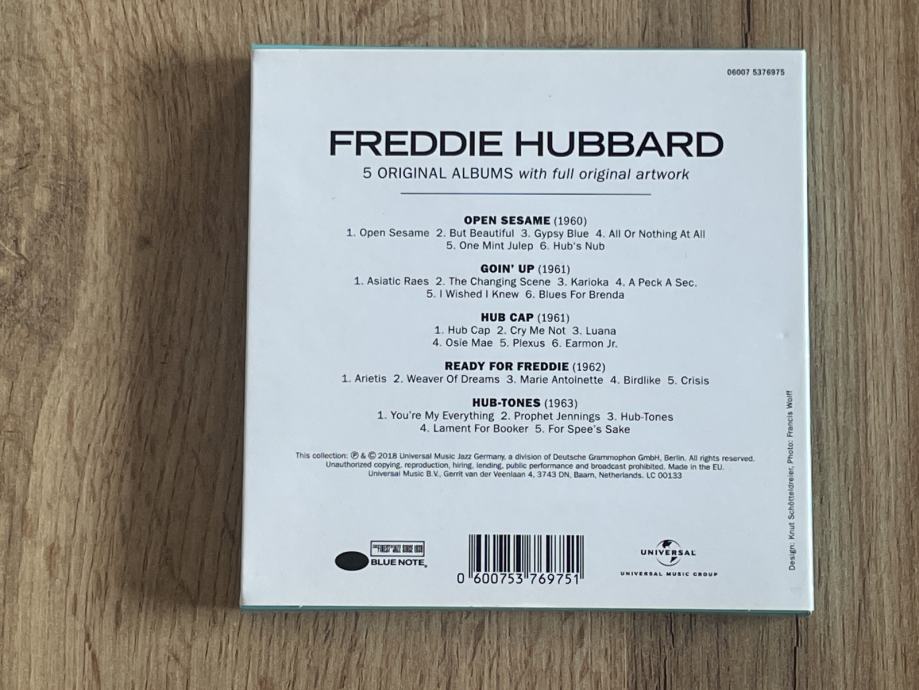 06007 5376975
FREDDIE HUBBARD
5 ORIGINAL ALBUMS with full original artwork
OPEN SESAME (1960)
1. Open Sesame 2. But Beautiful 3. Gypsy Blue 4. All Or Nothing At All
5. One Mint Julep 6. Hub's Nub
GOIN' UP (1961)
1. Asiatic Raes 2. The Changing Scene 3. Karioka 4. A Peck A Sec.
5. I Wished I Knew 6. Blues For Brenda
HUB CAP (1961)
1. Hub Cap 2. Cry Me Not 3. Luana
4. Osie Mae 5. Plexus 6. Earmon Jr.
READY FOR FREDDIE (1962)
1. Arietis 2. Weaver Of Dreams 3. Marie Antoinette 4. Birdlike 5. Crisis
HUB-TONES (1963)
1. You're My Everything 2. Prophet Jennings 3. Hub-Tones
4. Lament For Booker 5. For Spee's Sake
This collection: ℗ & © 2018 Universal Music Jazz Germany, a division of Deutsche Grammophon GmbH, Berlin. All rights reserved.
Unauthorized copying, reproduction, hiring, lending, public performance and broadcast prohibited. Made in the EU.
Universal Music B.V., Gerrit van der Veenlaan 4, 3743 DN, Baarn, Netherlands. LC 00133
Design: Knut Schötteldreier, Photo: Francis Wolff
THE FINEST IN JAZZ SINCE 1939
BLUE NOTE®
0 600753 769751
UNIVERSAL
UNIVERSAL MUSIC GROUP